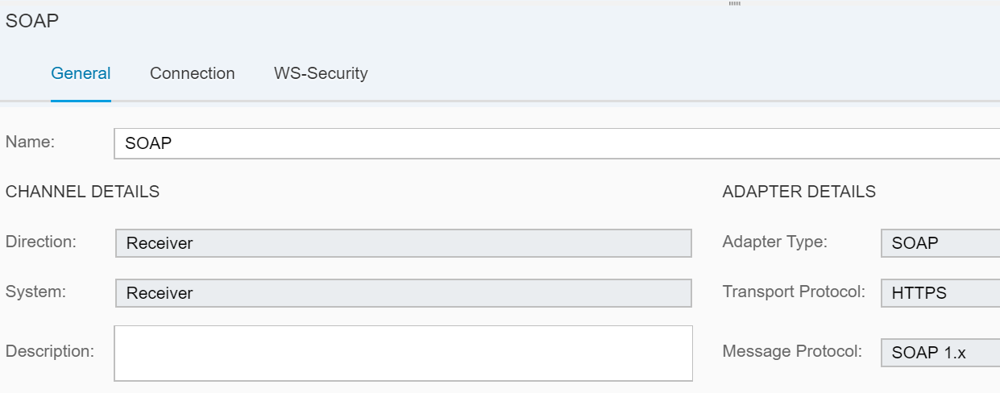 SOAP
General Connection WS-Security
Name: SOAP
CHANNEL DETAILS ADAPTER DETAILS
Direction: Receiver Adapter Type: SOAP
System: Receiver Transport Protocol: HTTPS
Description: Message Protocol: SOAP 1.x